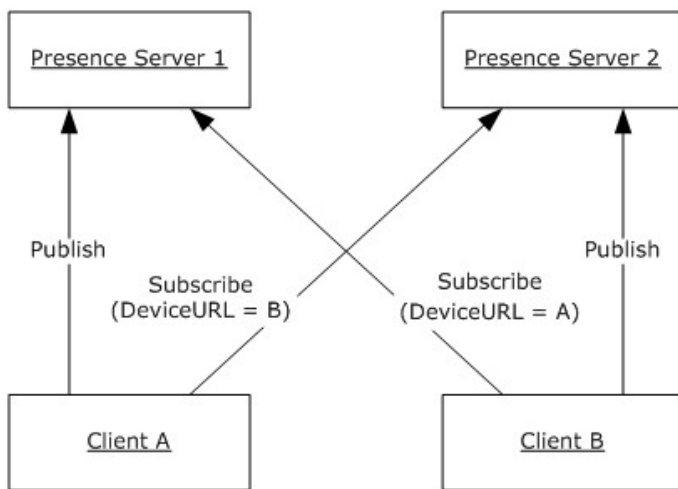 Presence Server 1
Presence Server 2
Publish
Publish
Subscribe
(DeviceURL = B)
Subscribe
(DeviceURL = A)
Client A
Client B